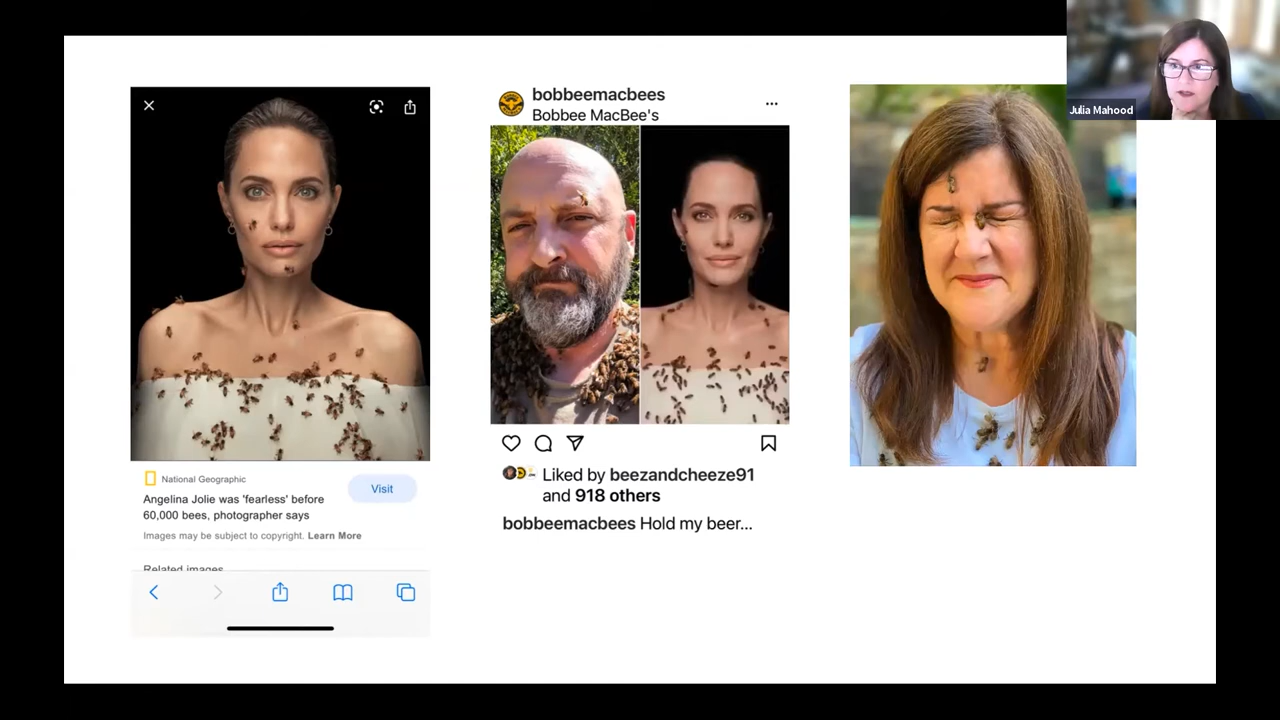 Julia Mahood
bobbeemacbees
Bobbee MacBee's
National Geographic
Angelina Jolie was 'fearless' before
60,000 bees, photographer says
Visit
Images may be subject to copyright. Learn More
Related images
Liked by beezandcheeze91
and 918 others
bobbeemacbees Hold my beer...